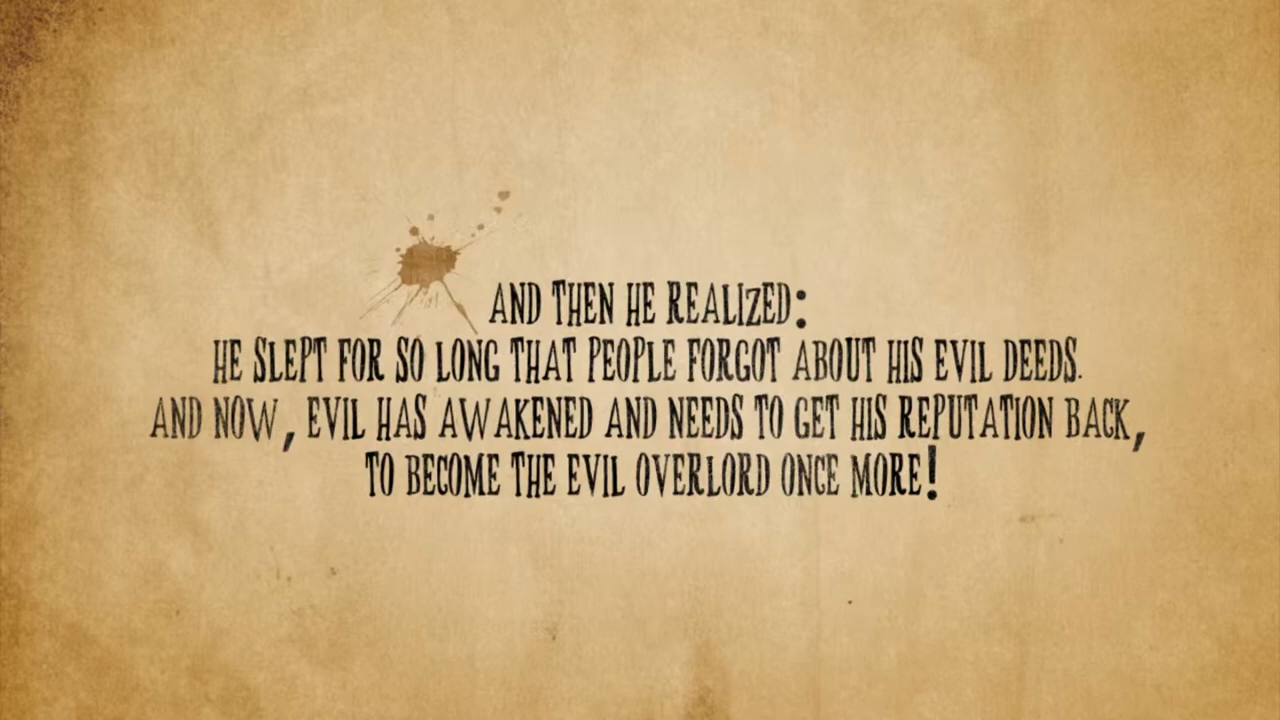 AND THEN HE REALIZED:
HE SLEPT FOR SO LONG THAT PEOPLE FORGOT ABOUT HIS EVIL DEEDS.
AND NOW, EVIL HAS AWAKENED AND NEEDS TO GET HIS REPUTATION BACK,
TO BECOME THE EVIL OVERLORD ONCE MORE!